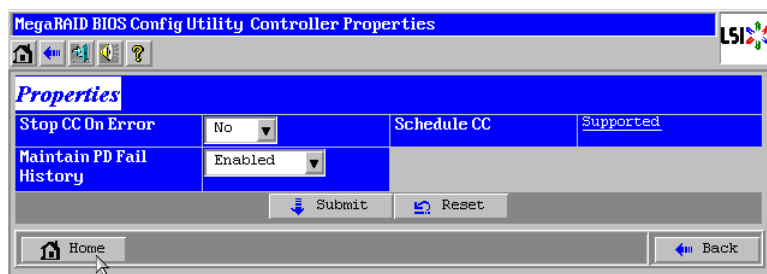 MegaRAID BIOS Config Utility Controller Properties
LSI
?
Properties
Stop CC On Error No Schedule CC Supported
Maintain PD Fail History Enabled
Submit Reset
Home Back